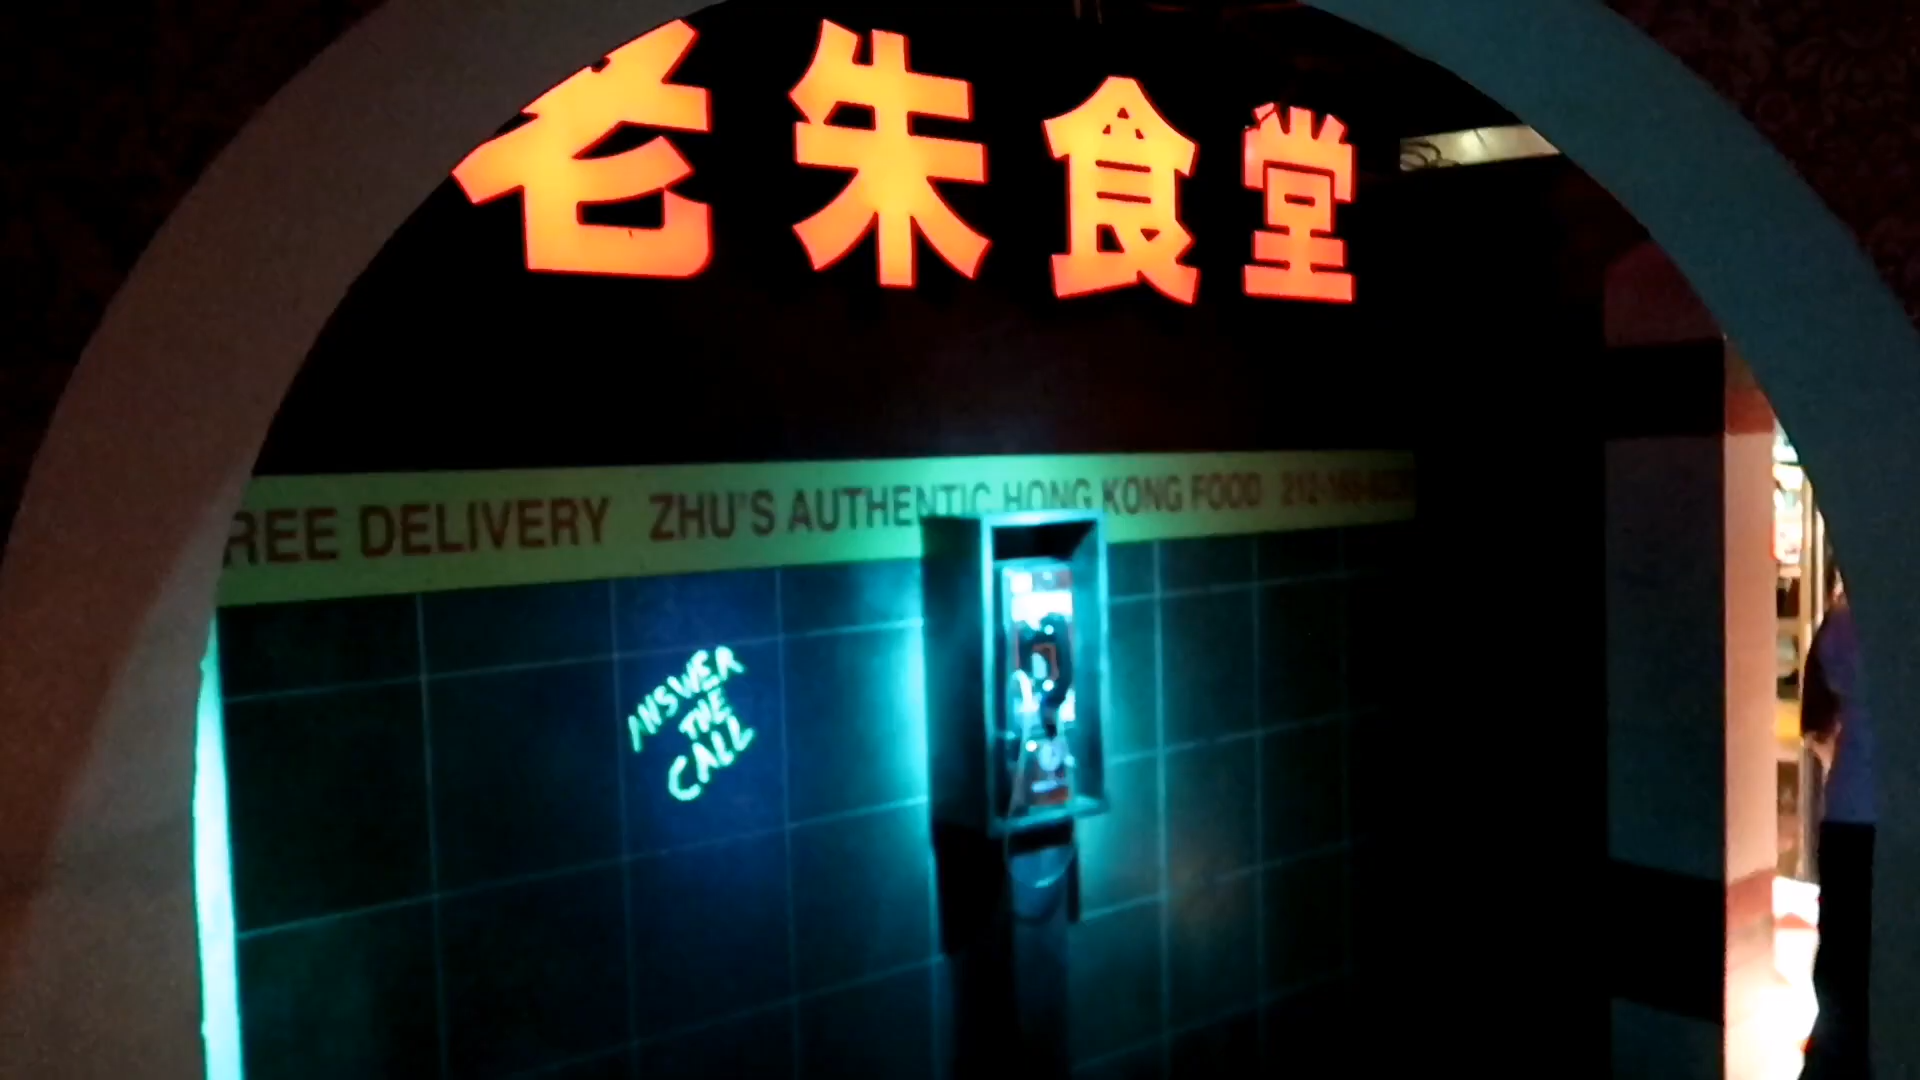 老朱食堂
REE DELIVERY ZHU'S AUTHENTIC HONG KONG FOOD
ANSWER
THE
CALL